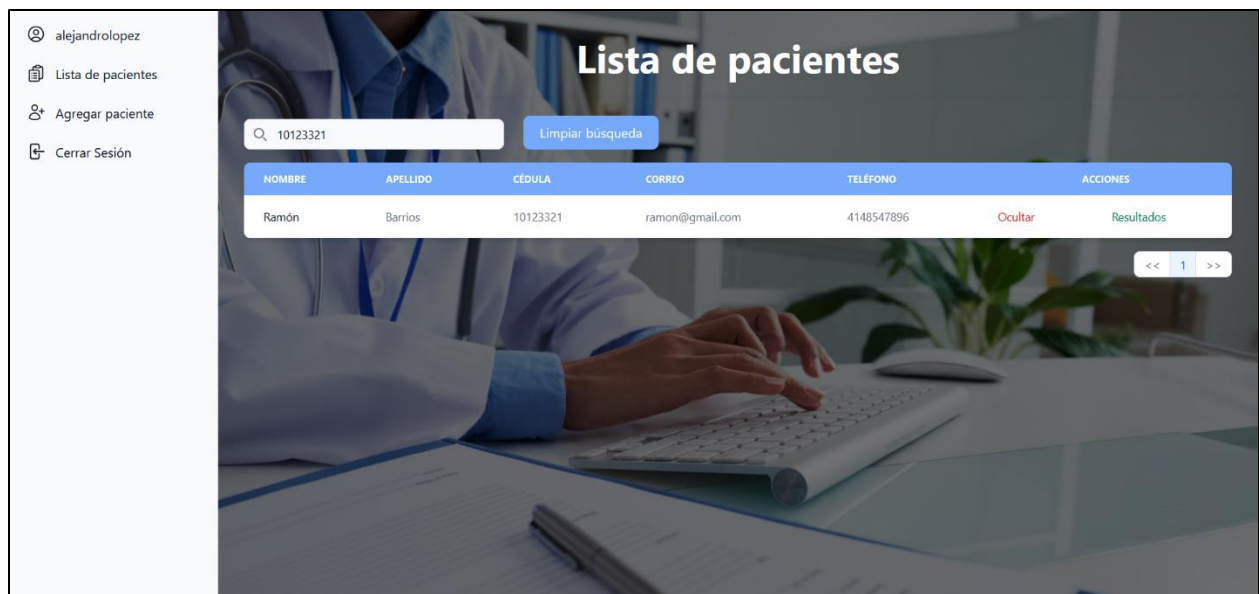 alejandrolopez
Lista de pacientes
Agregar paciente
Cerrar Sesión
Lista de pacientes
10123321 Limpiar búsqueda
NOMBRE APELLIDO CÉDULA CORREO TELÉFONO ACCIONES
Ramón Barrios 10123321 ramon@gmail.com 4148547896 Ocultar Resultados
<< 1 >>